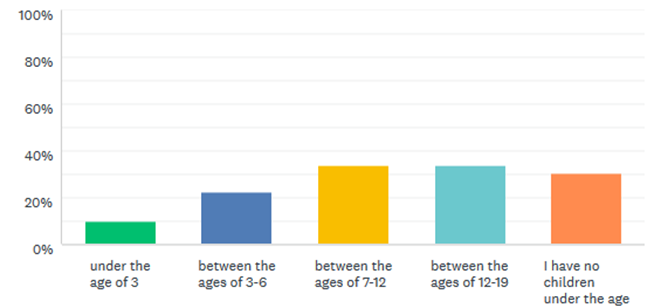 100%
80%
60%
40%
20%
0%
under the
age of 3
between the
ages of 3-6
between the
ages of 7-12
between the
ages of 12-19
I have no
children
under the age